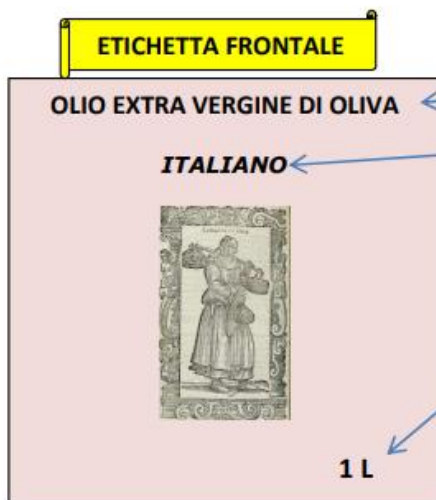 ETICHETTA FRONTALE
OLIO EXTRA VERGINE DI OLIVA
ITALIANO
1 L